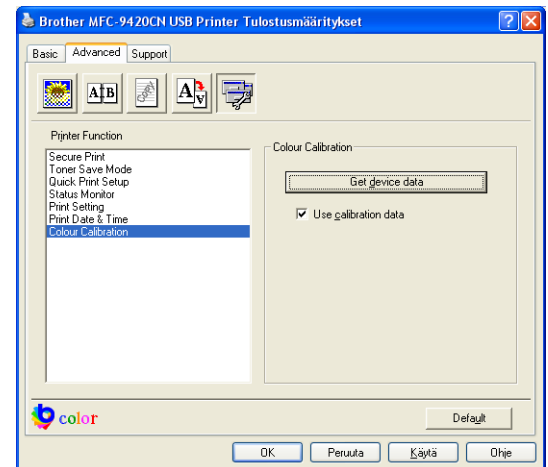 Brother MFC-9420CN USB Printer Tulostusmääritykset
Basic Advanced Support
Printer Function
Secure Print
Toner Save Mode
Quick Print Setup
Status Monitor
Print Setting
Print Date & Time
Colour Calibration
Colour Calibration
Get device data
Use calibration data
color
Default
OK Peruuta Käytä Ohje